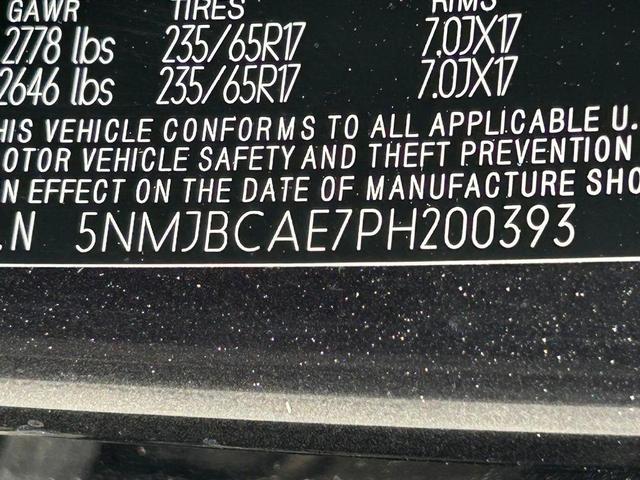 GAWR TIRES RIMS
2778 lbs 235/65R17 7.0JX17
2646 lbs 235/65R17 7.0JX17
HIS VEHICLE CONFORMS TO ALL APPLICABLE U.
OTOR VEHICLE SAFETY AND THEFT PREVENTION
N EFFECT ON THE DATE OF MANUFACTURE SHO
.N 5NMJBCAE7PH200393